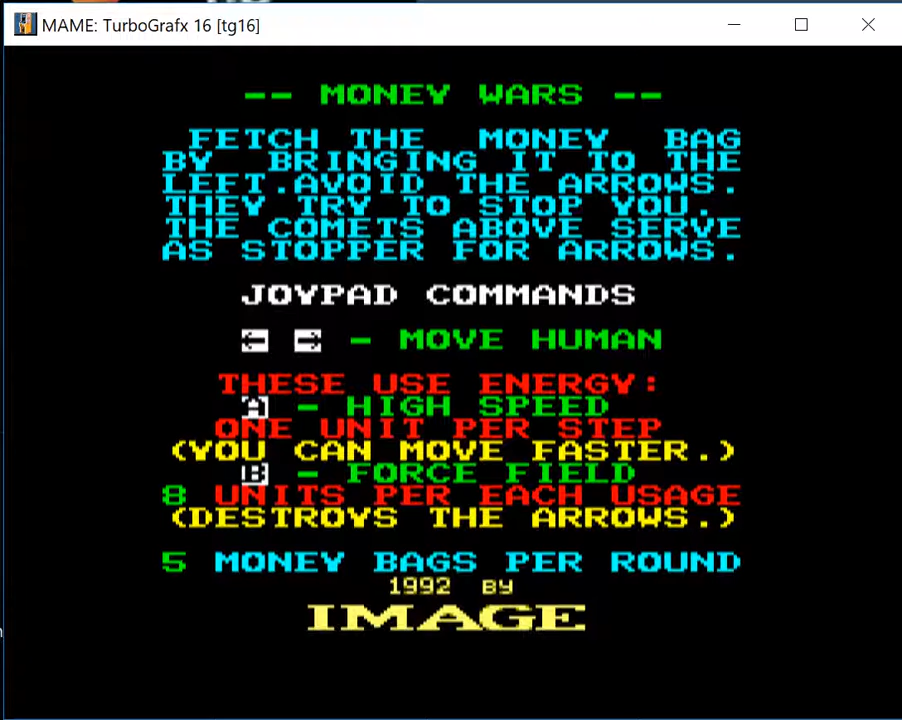 MAME: TurboGrafx 16 [tg16]
-- MONEY WARS --
FETCH THE MONEY BAG
BY BRINGING IT TO THE
LEFT.AVOID THE ARROWS.
THEY TRY TO STOP YOU.
THE COMETS ABOVE SERVE
AS STOPPER FOR ARROWS.
JOYPAD COMMANDS
← → - MOVE HUMAN
THESE USE ENERGY:
A - HIGH SPEED
ONE UNIT PER STEP
(YOU CAN MOVE FASTER.)
B - FORCE FIELD
8 UNITS PER EACH USAGE
(DESTROYS THE ARROWS.)
5 MONEY BAGS PER ROUND
1992 BY
IMAGE